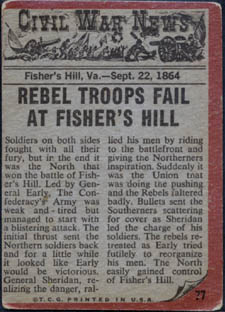 CIVIL WAR NEWS
Fisher's Hill, Va.—Sept. 22, 1864
REBEL TROOPS FAIL
AT FISHER'S HILL
Soldiers on both sides
fought with all their
fury, but in the end it
was the North that
won the battle of Fish-
er's Hill. Led by Gen-
eral Early, The Con-
federacy's Army was
weak and tired but
managed to start with
a blistering attack. The
initial thrust sent the
Northern soldiers back
and for a little while
it looked like Early
would be victorious.
General Sheridan, re-
alizing the danger, ral-
lied his men by riding
to the battlefront and
giving the Northerners
inspiration. Suddenly it
was the Union that
was doing the pushing
and the Rebels faltered
badly. Bullets sent the
Southerners scattering
for cover as Sheridan
led the charge of his
soldiers. The rebels re-
treated as Early tried
futilely to reorganize
his men. The North
easily gained control
of Fisher's Hill.
©T.C.G. PRINTED IN U.S.A.
77